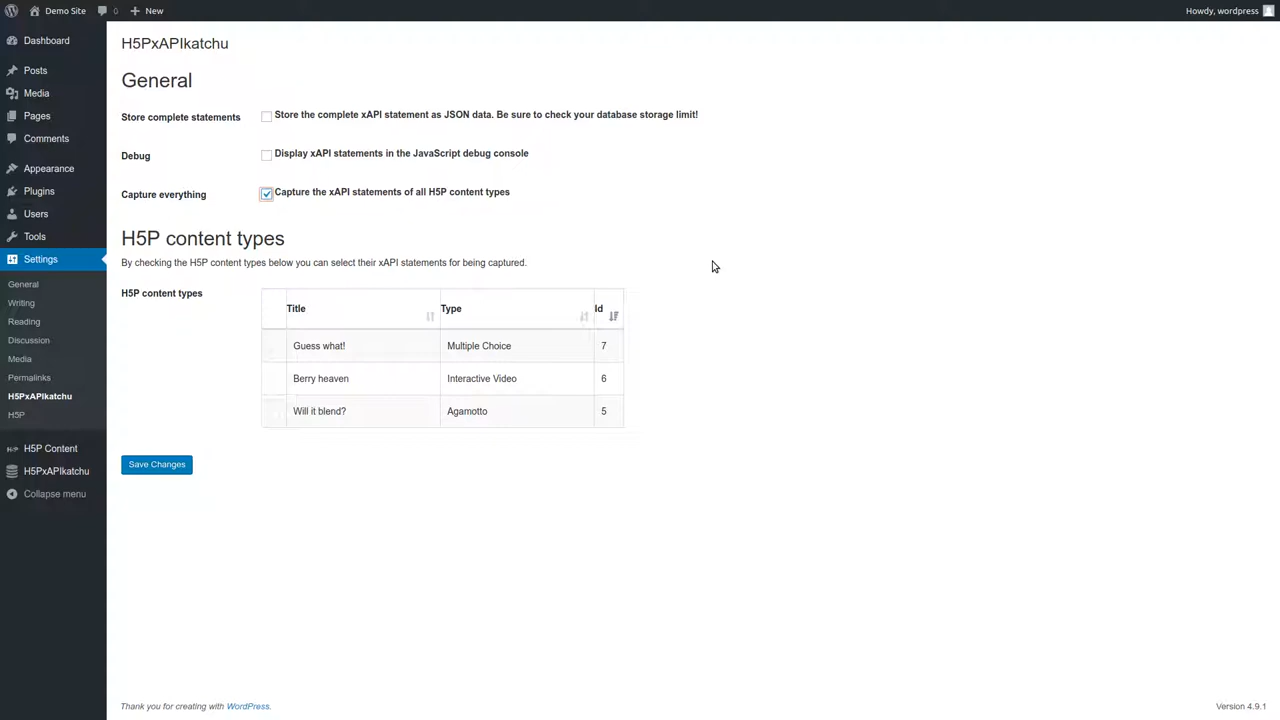 Demo Site
0
New
Howdy, wordpress
Dashboard
Posts
Media
Pages
Comments
Appearance
Plugins
Users
Tools
Settings
General
Writing
Reading
Discussion
Media
Permalinks
H5PxAPIkatchu
H5P
H5P Content
H5PxAPIkatchu
Collapse menu
H5PxAPIkatchu
General
Store complete statements
Store the complete xAPI statement as JSON data. Be sure to check your database storage limit!
Debug
Display xAPI statements in the JavaScript debug console
Capture everything
Capture the xAPI statements of all H5P content types
H5P content types
By checking the H5P content types below you can select their xAPI statements for being captured.
H5P content types
Title Type Id
Guess what! Multiple Choice 7
Berry heaven Interactive Video 6
Will it blend? Agamotto 5
Save Changes
Thank you for creating with WordPress.
Version 4.9.1